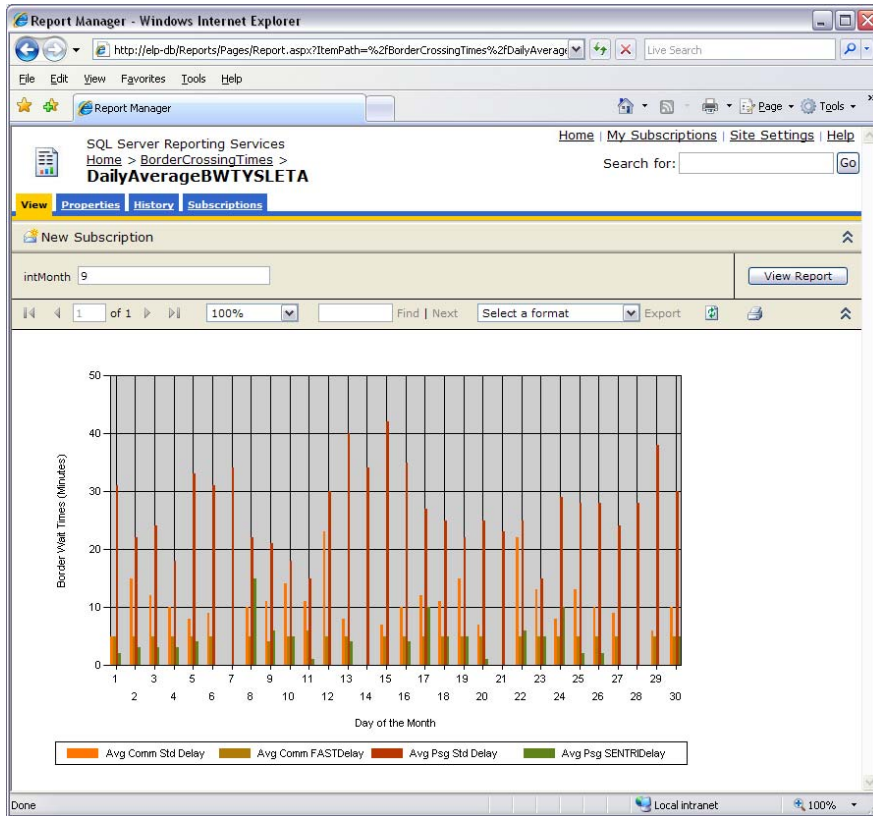 Report Manager - Windows Internet Explorer
http://elp-db/Reports/Pages/Report.aspx?ItemPath=%2fBorderCrossingTimes%2fDailyAverage
Live Search
File Edit View Favorites Tools Help
Report Manager
Page
Tools
»
SQL Server Reporting Services
Home | My Subscriptions | Site Settings | Help
Home > BorderCrossingTimes >
DailyAverageBWTYSLETA
Search for:
Go
View Properties History Subscriptions
New Subscription
intMonth 9
View Report
1 of 1
100%
Find | Next
Select a format
Export
50
40
30
20
10
0
Border Wait Times (Minutes)
1 3 5 7 9 11 13 15 17 19 21 23 25 27 29
2 4 6 8 10 12 14 16 18 20 22 24 26 28 30
Day of the Month
Avg Comm Std Delay Avg Comm FASTDelay Avg Psg Std Delay Avg Psg SENTRIDelay
Done
Local intranet
100%